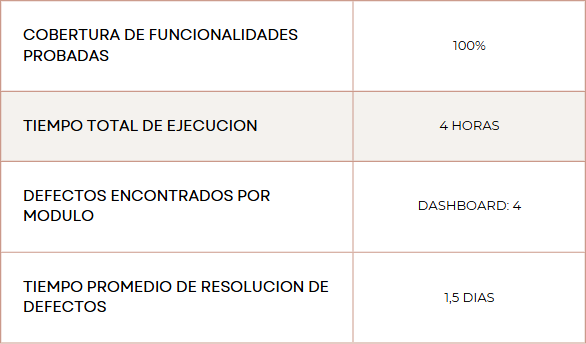 COBERTURA DE FUNCIONALIDADES
PROBADAS
100%
TIEMPO TOTAL DE EJECUCION
4 HORAS
DEFECTOS ENCONTRADOS POR
MODULO
DASHBOARD: 4
TIEMPO PROMEDIO DE RESOLUCION DE
DEFECTOS
1,5 DIAS